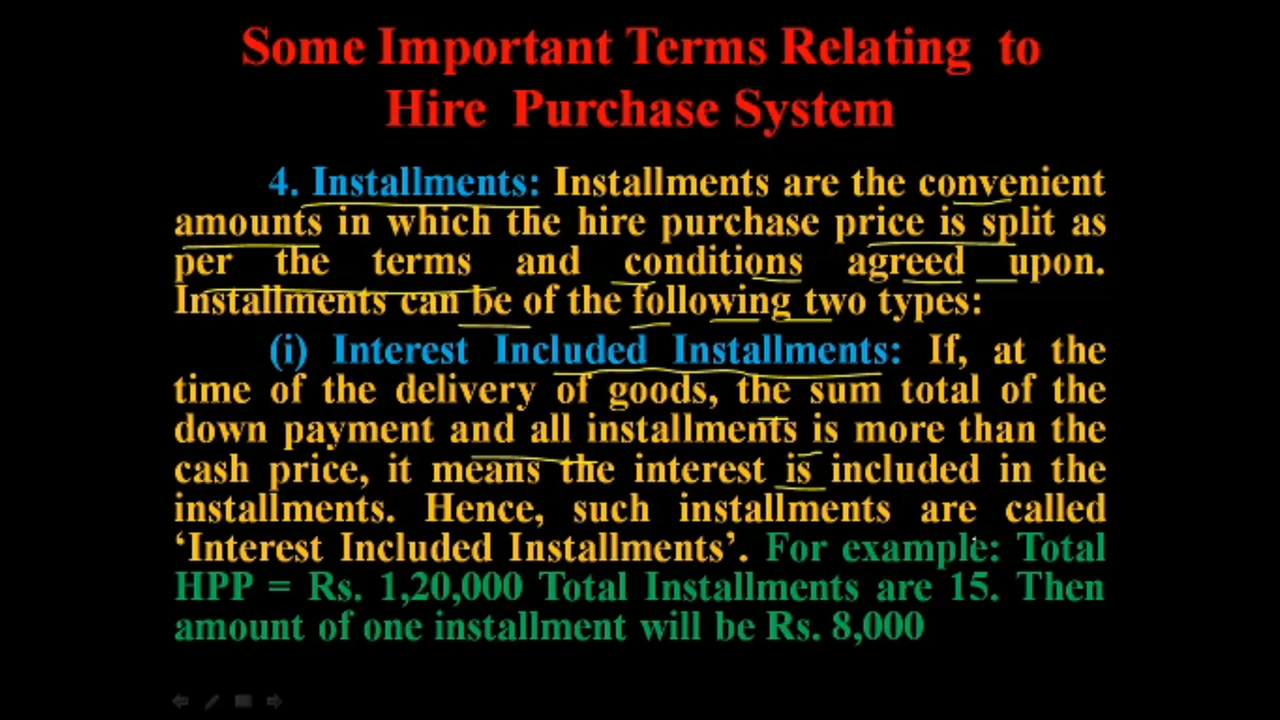 Some Important Terms Relating to
Hire Purchase System
4. Installments: Installments are the convenient
amounts in which the hire purchase price is split as
per the terms and conditions agreed upon.
Installments can be of the following two types:
(i) Interest Included Installments: If, at the
time of the delivery of goods, the sum total of the
down payment and all installments is more than the
cash price, it means the interest is included in the
installments. Hence, such installments are called
‘Interest Included Installments’. For example: Total
HPP = Rs. 1,20,000 Total Installments are 15. Then
amount of one installment will be Rs. 8,000